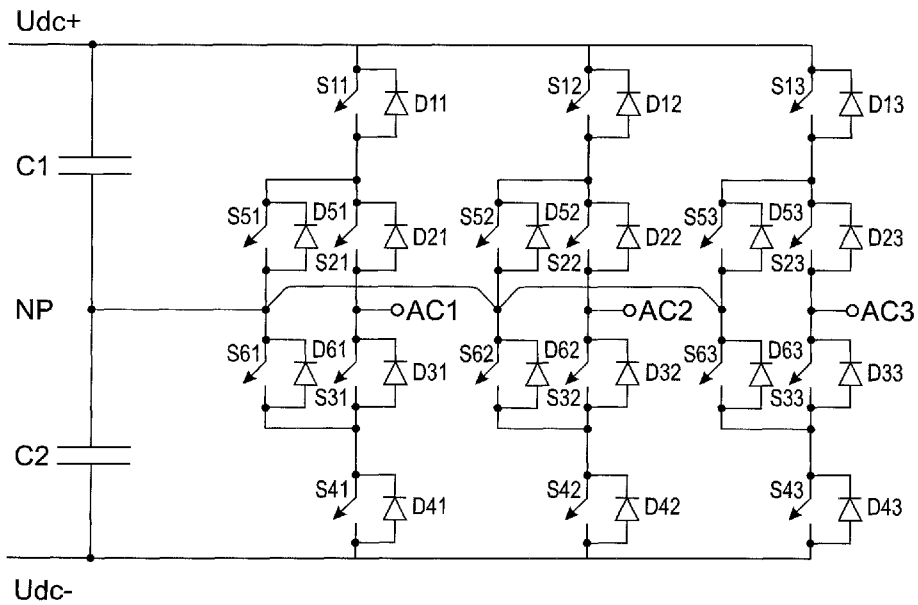 Udc+
S11 D11 S12 D12 S13 D13
C1
S51 D51 D21 S52 D52 D22 S53 D53 D23
S21 S22 S23
NP AC1 AC2 AC3
S61 D61 D31 S62 D62 D32 S63 D63 D33
S31 S32 S33
C2
S41 D41 S42 D42 S43 D43
Udc-